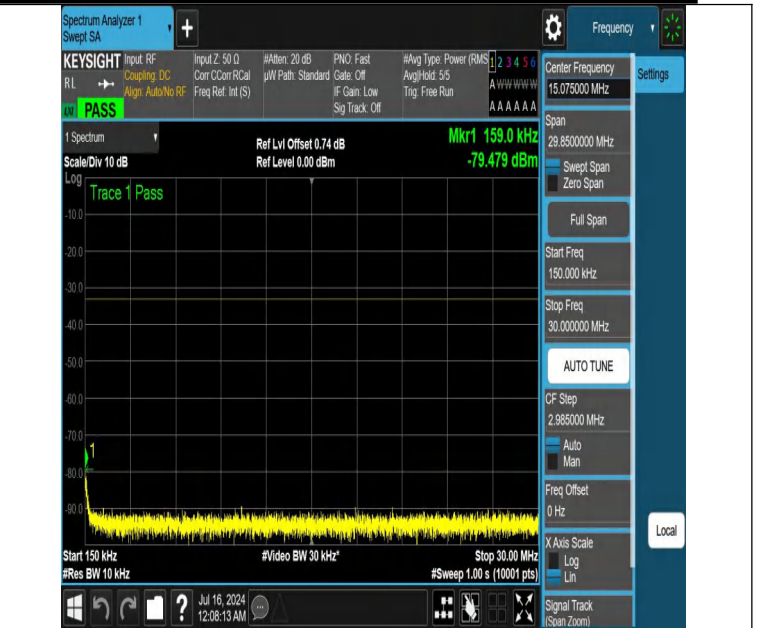 Spectrum Analyzer 1
Swept SA
+
Frequency
KEYSIGHT
RL
PASS
Input: RF
Coupling: DC
Align: Auto/No RF
Input Z: 50 Ω
Corr CCorr RCal
Freq Ref: Int (S)
#Atten: 20 dB
µW Path: Standard
PNO: Fast
Gate: Off
IF Gain: Low
Sig Track: Off
#Avg Type: Power (RMS
Avg|Hold: 5/5
Trig: Free Run
1 2 3 4 5 6
A W W W W W
A A A A A A
1 Spectrum
Scale/Div 10 dB
Ref Lvl Offset 0.74 dB
Ref Level 0.00 dBm
Mkr1 159.0 kHz
-79.479 dBm
Log
Trace 1 Pass
-10.0
-20.0
-30.0
-40.0
-50.0
-60.0
-70.0
1
-80.0
-90.0
Start 150 kHz
#Video BW 30 kHz*
Stop 30.00 MHz
#Res BW 10 kHz
#Sweep 1.00 s (10001 pts)
?
Jul 16, 2024
12:08:13 AM
Center Frequency
15.075000 MHz
Settings
Span
29.8500000 MHz
Swept Span
Zero Span
Full Span
Start Freq
150.000 kHz
Stop Freq
30.000000 MHz
AUTO TUNE
CF Step
2.985000 MHz
Auto
Man
Freq Offset
0 Hz
Local
X Axis Scale
Log
Lin
Signal Track
(Span Zoom)